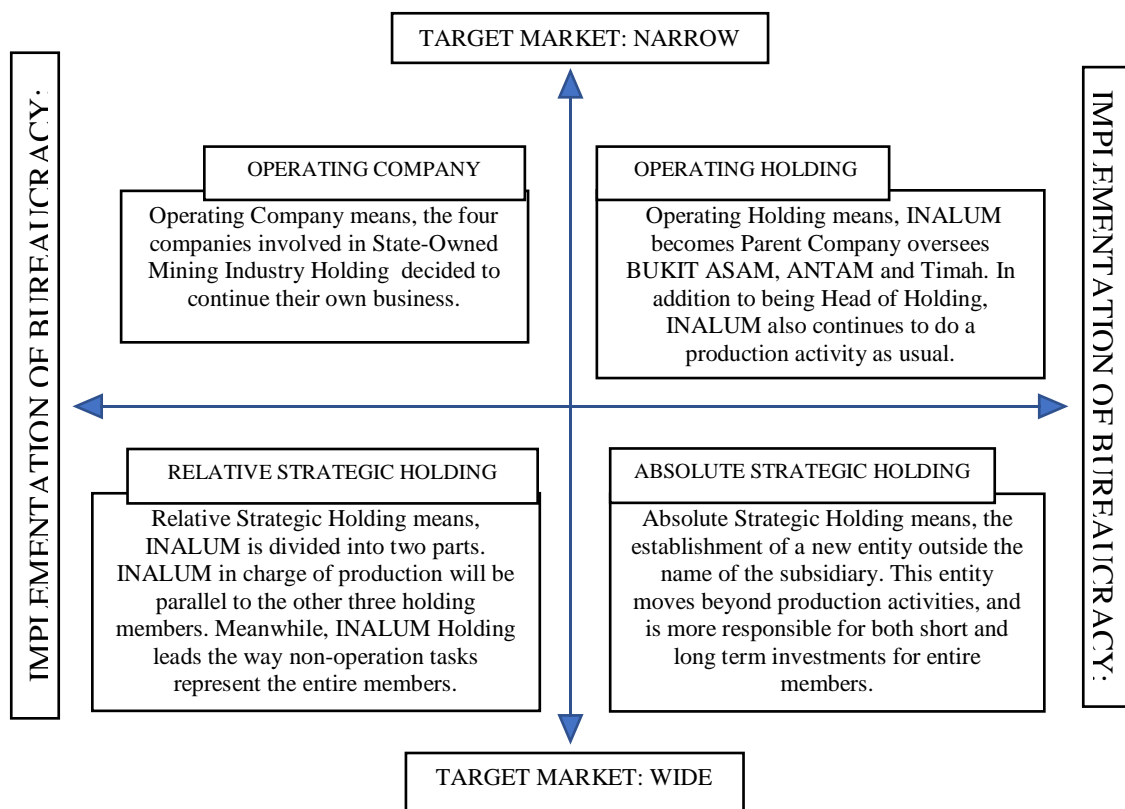 TARGET MARKET: NARROW
IMPLEMENTATION OF BUREAUCRACY:
OPERATING COMPANY
Operating Company means, the four
companies involved in State-Owned
Mining Industry Holding decided to
continue their own business.
OPERATING HOLDING
Operating Holding means, INALUM
becomes Parent Company oversees
BUKIT ASAM, ANTAM and Timah. In
addition to being Head of Holding,
INALUM also continues to do a
production activity as usual.
IMPLEMENTATION OF BUREAUCRACY:
RELATIVE STRATEGIC HOLDING
Relative Strategic Holding means,
INALUM is divided into two parts.
INALUM in charge of production will be
parallel to the other three holding
members. Meanwhile, INALUM Holding
leads the way non-operation tasks
represent the entire members.
ABSOLUTE STRATEGIC HOLDING
Absolute Strategic Holding means, the
establishment of a new entity outside the
name of the subsidiary. This entity
moves beyond production activities, and
is more responsible for both short and
long term investments for entire
members.
TARGET MARKET: WIDE